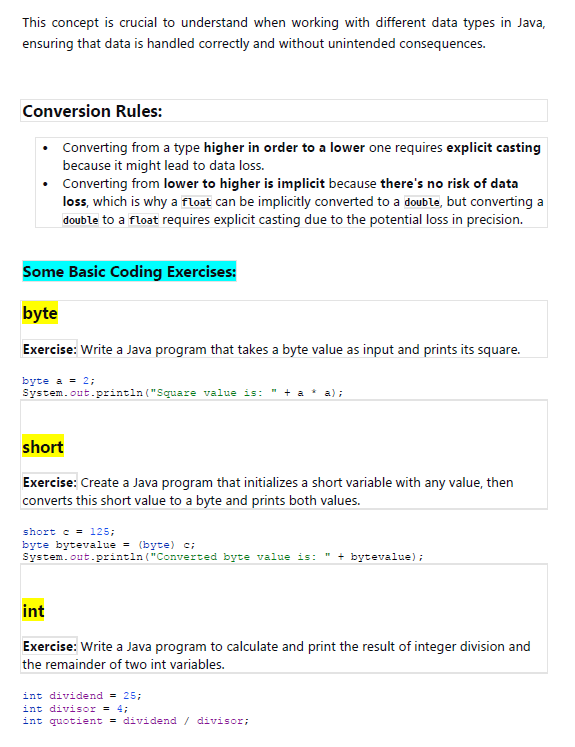 This concept is crucial to understand when working with different data types in Java,
ensuring that data is handled correctly and without unintended consequences.
Conversion Rules:
• Converting from a type higher in order to a lower one requires explicit casting
because it might lead to data loss.
• Converting from lower to higher is implicit because there's no risk of data
loss, which is why a float can be implicitly converted to a double, but converting a
double to a float requires explicit casting due to the potential loss in precision.
Some Basic Coding Exercises:
byte
Exercise: Write a Java program that takes a byte value as input and prints its square.
byte a = 2;
System.out.println("Square value is: " + a * a);
short
Exercise: Create a Java program that initializes a short variable with any value, then
converts this short value to a byte and prints both values.
short c = 125;
byte bytevalue = (byte) c;
System.out.println("Converted byte value is: " + bytevalue);
int
Exercise: Write a Java program to calculate and print the result of integer division and
the remainder of two int variables.
int dividend = 25;
int divisor = 4;
int quotient = dividend / divisor;